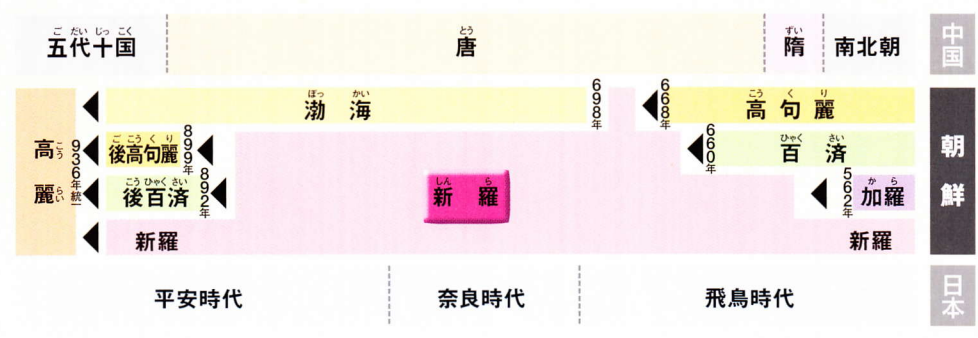 ごだいじっこく
五代十国
とう
唐
ずい
隋
南北朝
中国
ぼっかい
渤海
698年
668年
こうくり
高句麗
こうらい
高麗
936年統一
ごこうくり
後高句麗
899年
660年
ひゃくさい
百済
こうひゃくさい
後百済
892年
しんら
新羅
562年
から
加羅
新羅
新羅
朝鮮
平安時代
奈良時代
飛鳥時代
日本